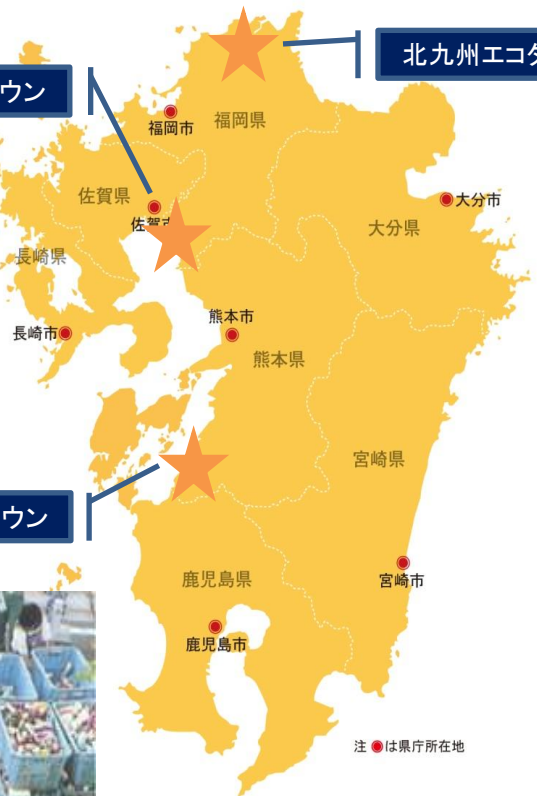 北九州エコタ
ウン
福岡市
福岡県
佐賀県
佐賀市
大分市
大分県
長崎県
長崎市
熊本市
熊本県
宮崎県
ウン
鹿児島県
宮崎市
鹿児島市
注 ◉は県庁所在地